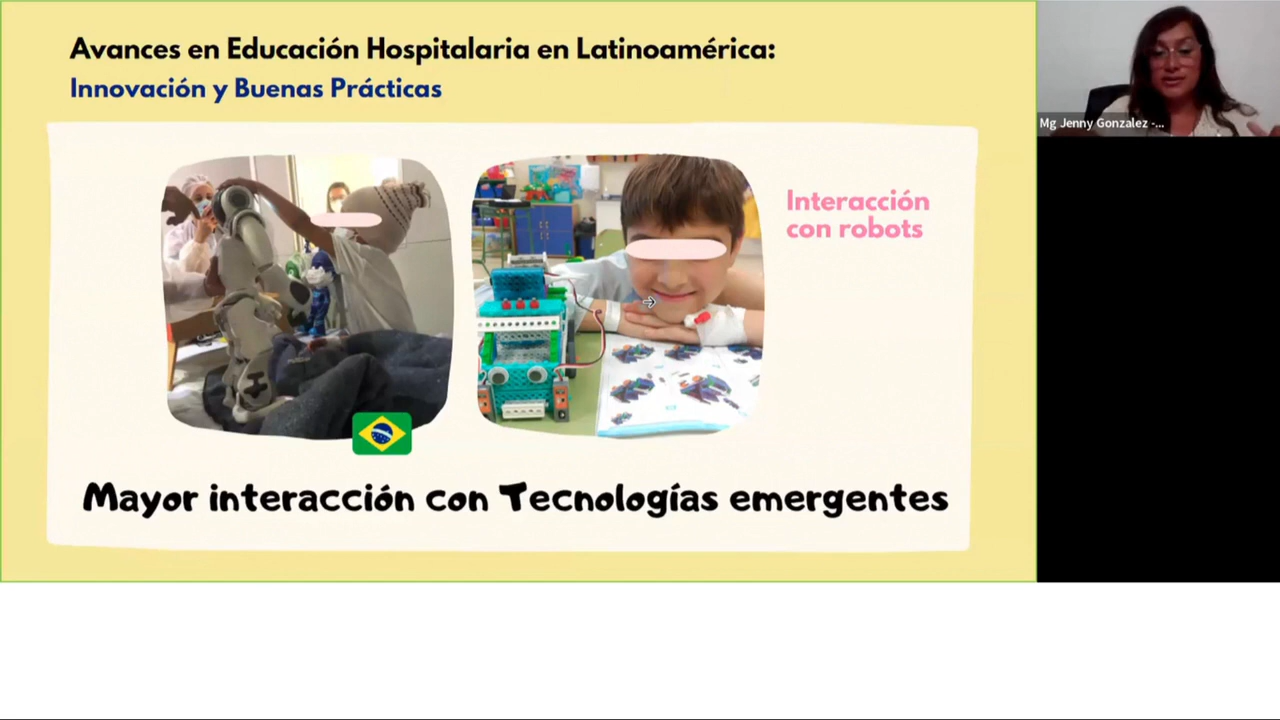 Avances en Educación Hospitalaria en Latinoamérica:
Innovación y Buenas Prácticas
Mg Jenny Gonzalez -...
Interacción
con robots
Mayor interacción con Tecnologías emergentes